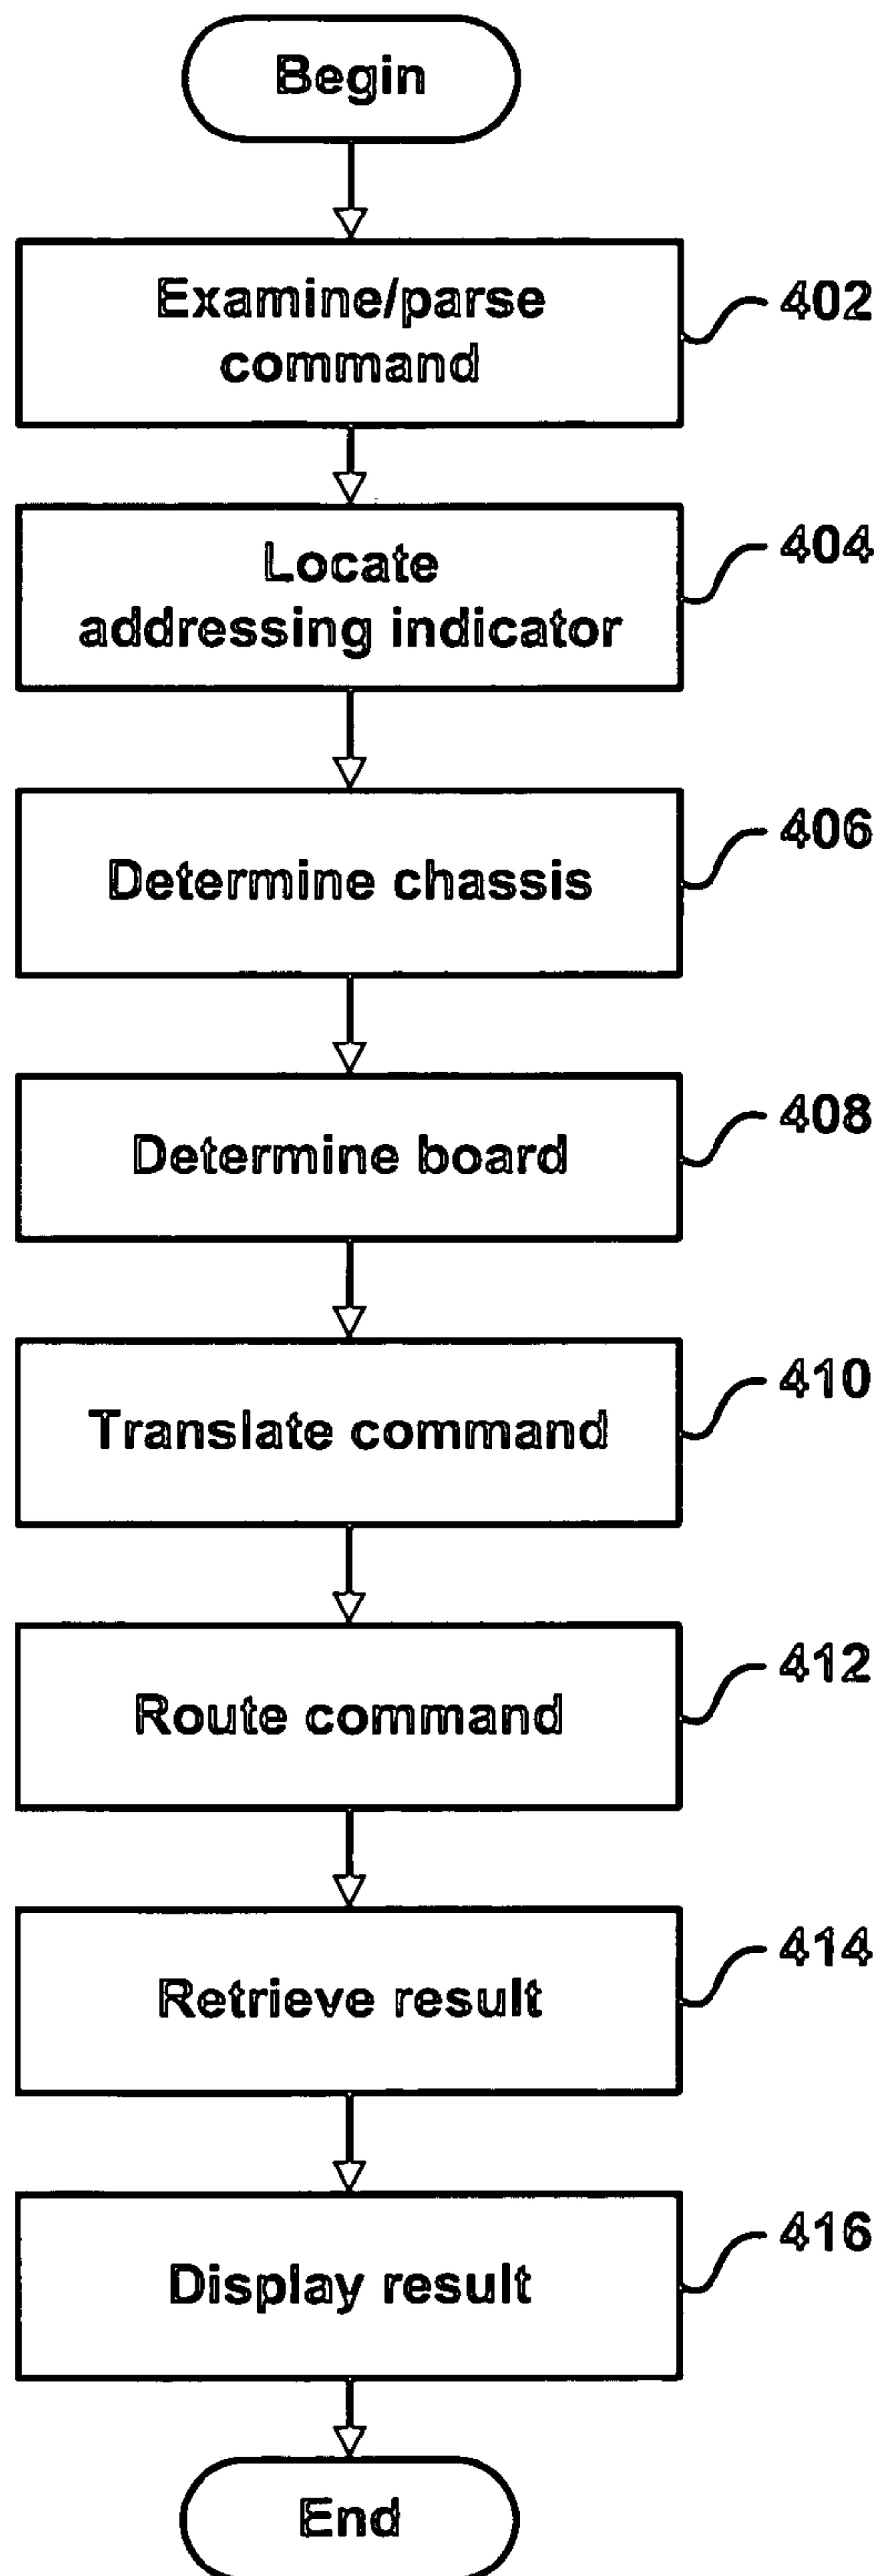 Begin
Examine/parse
command
402
Locate
addressing indicator
404
Determine chassis
406
Determine board
408
Translate command
410
Route command
412
Retrieve result
414
Display result
416
End